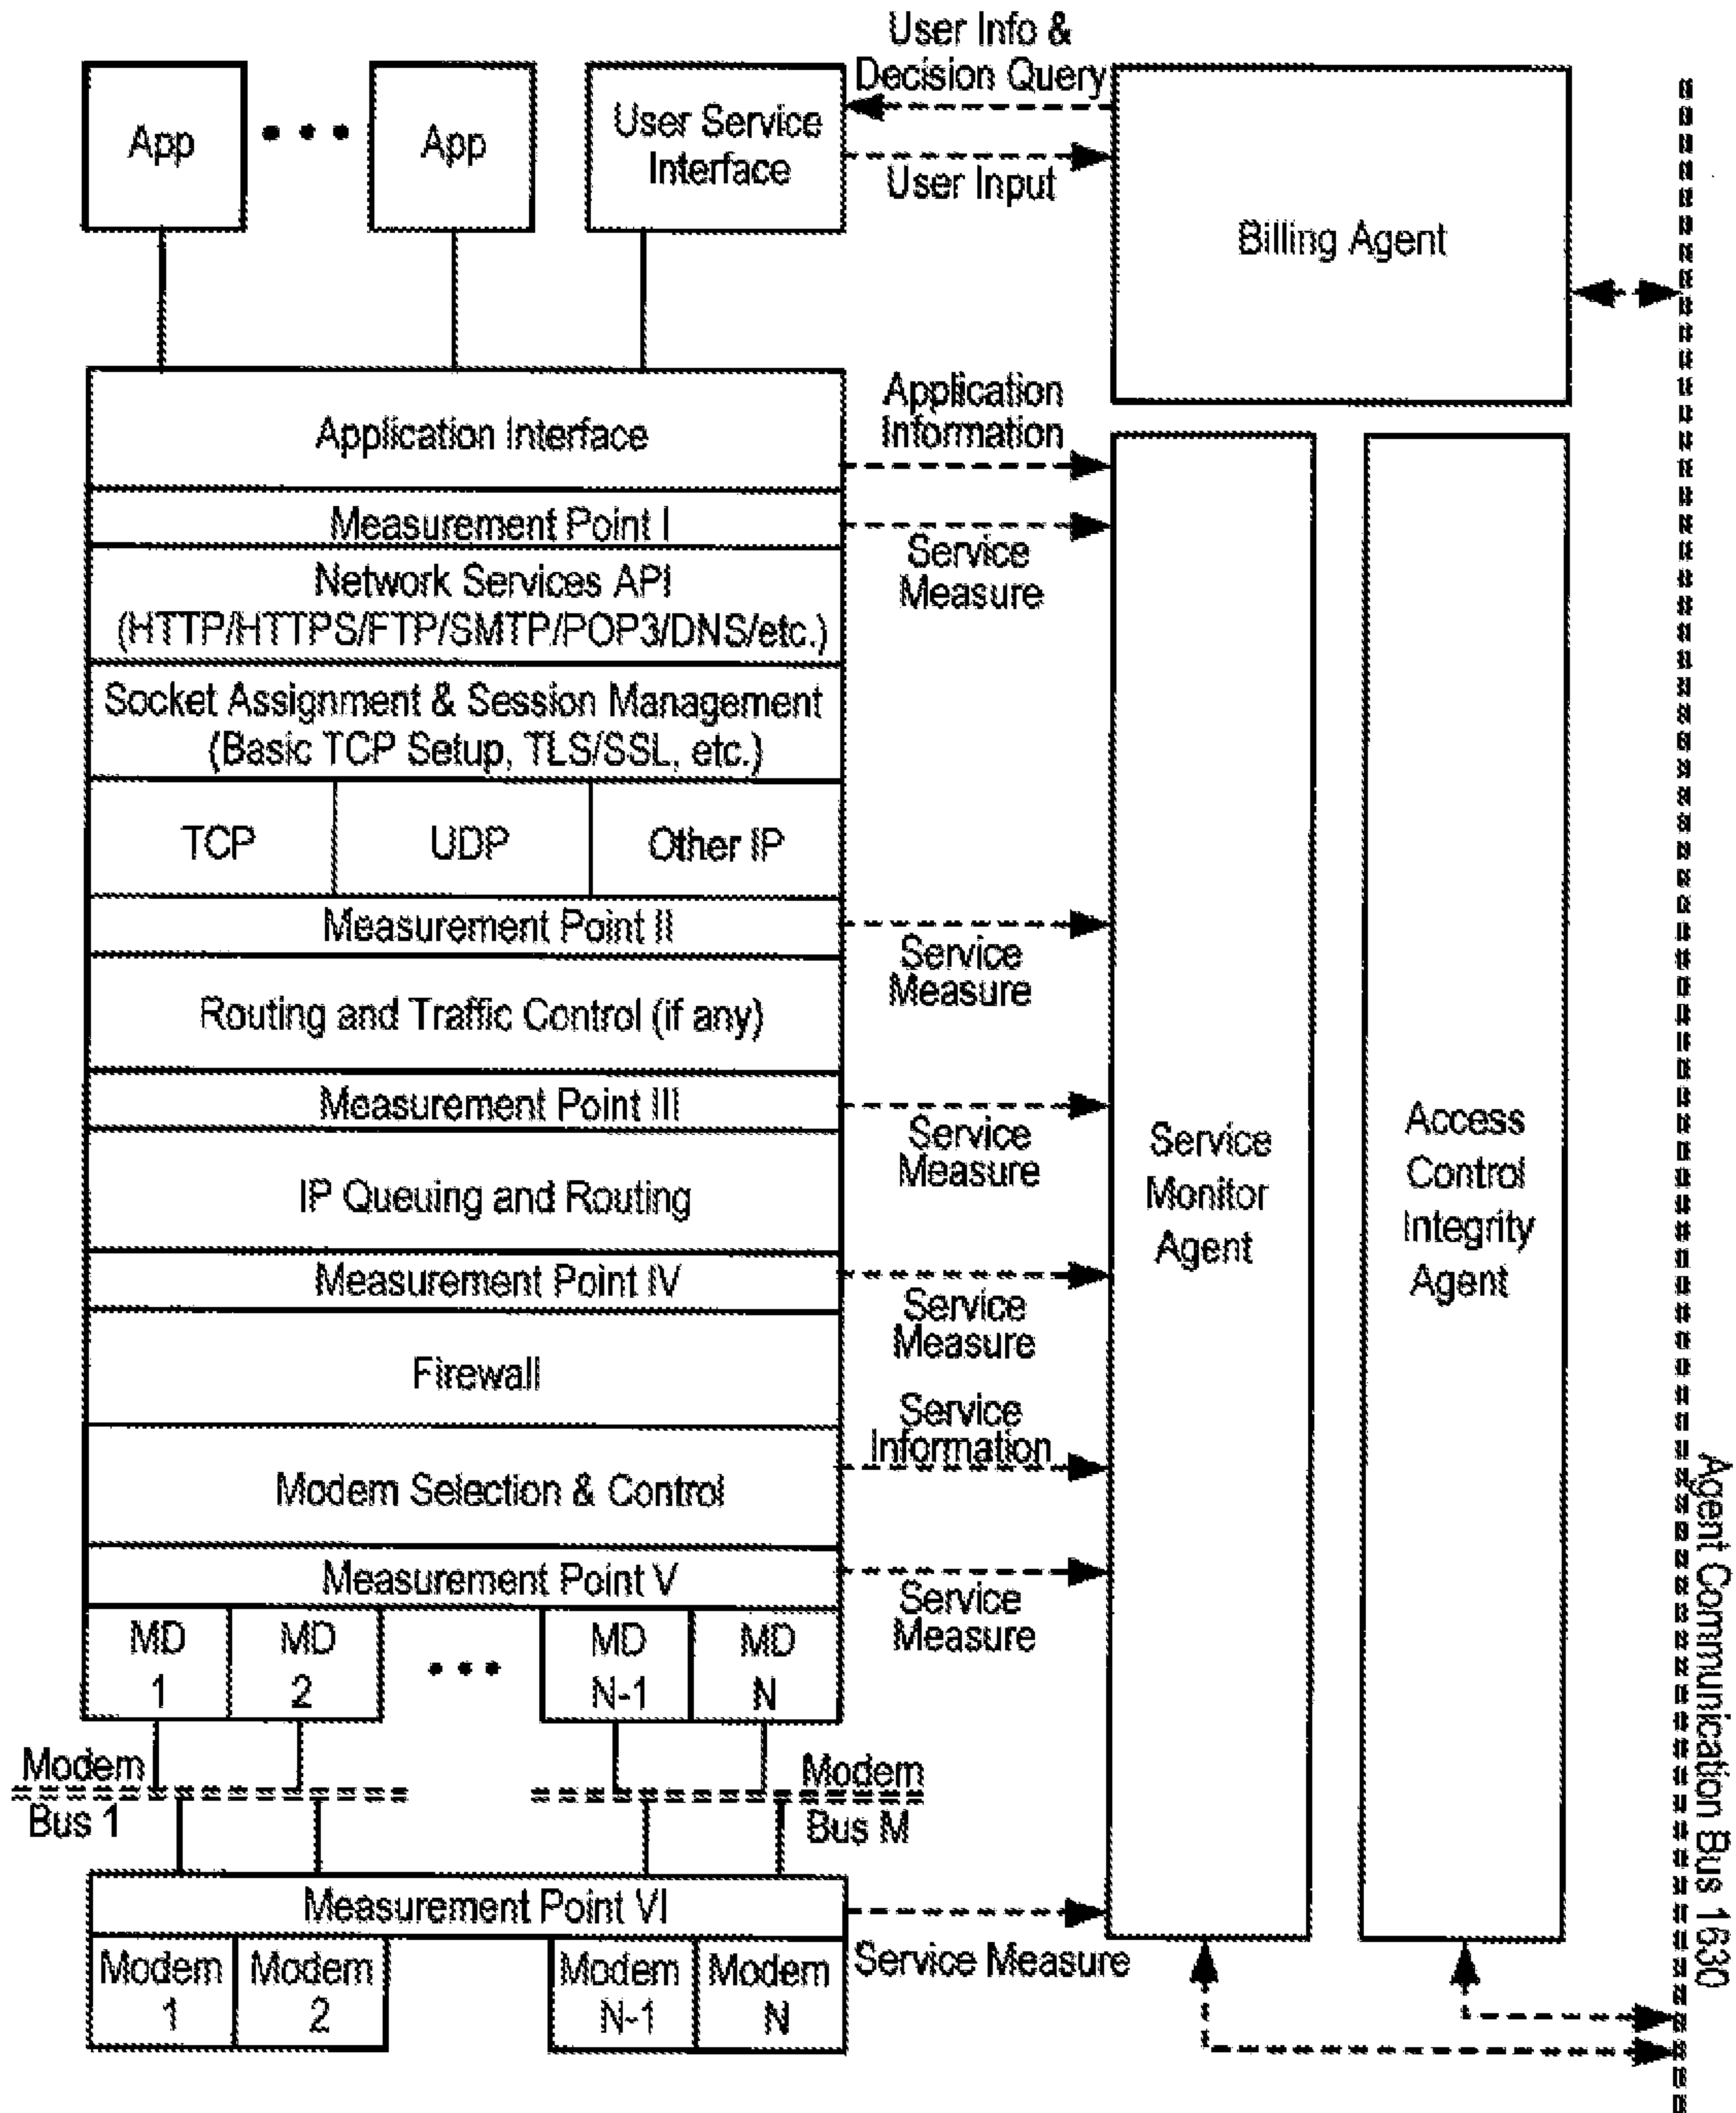 User Info &
Decision Query
App
App
User Service
Interface
User Input
Billing Agent
Application Interface
Application
Information
Measurement Point I
Service
Measure
Network Services API
(HTTP/HTTPS/FTP/SMTP/POP3/DNS/etc.)
Socket Assignment & Session Management
(Basic TCP Setup, TLS/SSL, etc.)
TCP
UDP
Other IP
Measurement Point II
Service
Measure
Routing and Traffic Control (if any)
Measurement Point III
Service
Measure
IP Queuing and Routing
Measurement Point IV
Service
Measure
Firewall
Service
Information
Modem Selection & Control
Measurement Point V
Service
Measure
MD
1
MD
2
MD
N-1
MD
N
Modem
Bus 1
Modem
Bus M
Measurement Point VI
Service Measure
Modem
1
Modem
2
Modem
N-1
Modem
N
Service
Monitor
Agent
Access
Control
Integrity
Agent
Agent Communication Bus 1630